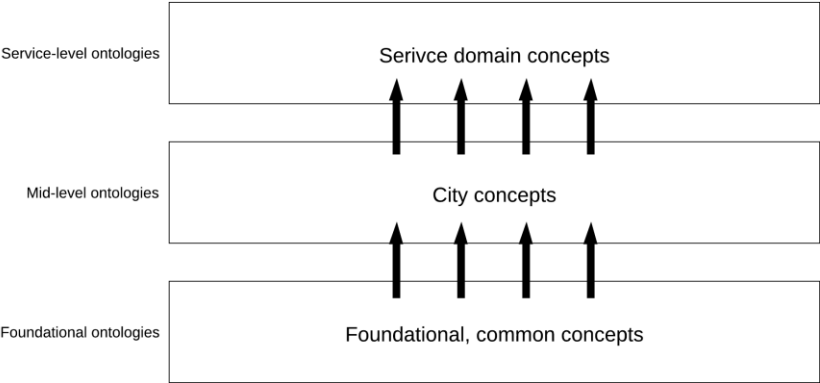 Service-level ontologies
Serivce domain concepts
Mid-level ontologies
City concepts
Foundational ontologies
Foundational, common concepts